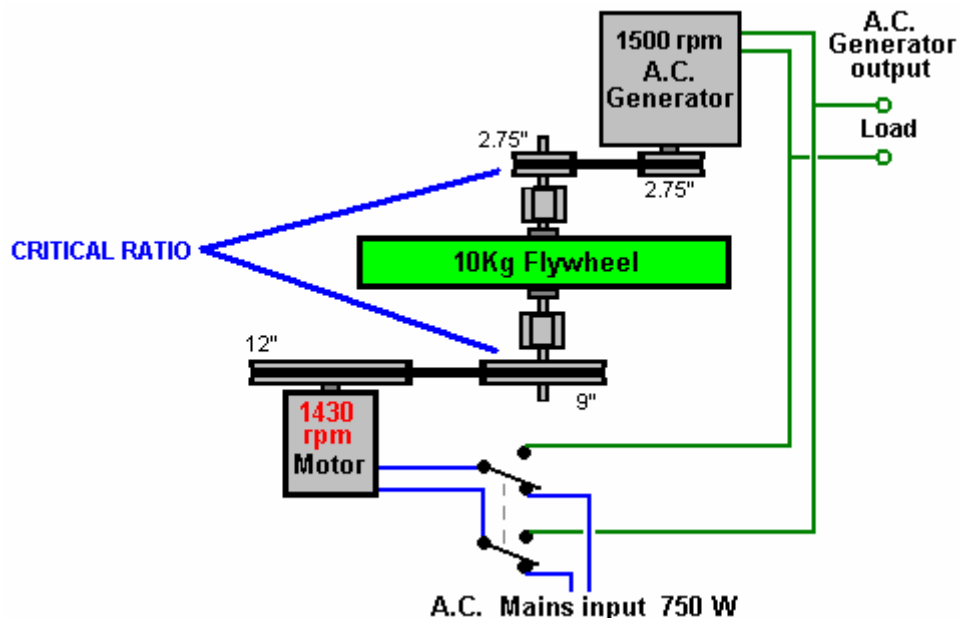 1500 rpm
A.C.
Generator
A.C.
Generator
output
Load
2.75"
2.75"
CRITICAL RATIO
10Kg Flywheel
12"
9"
1430
rpm
Motor
A.C. Mains input 750 W